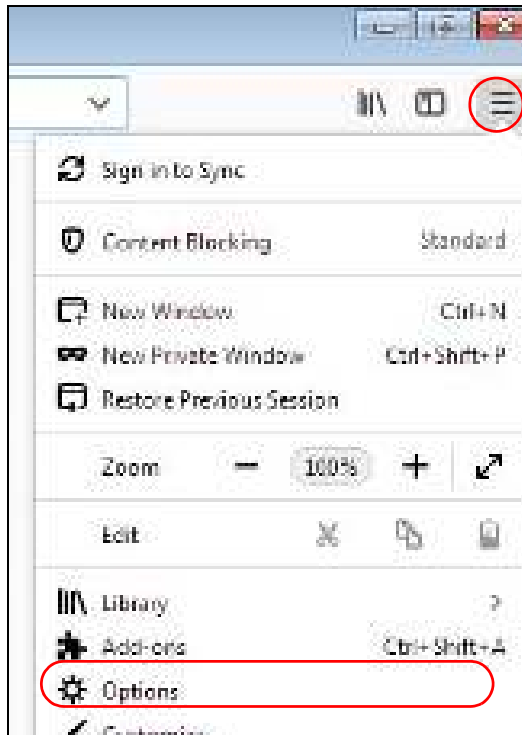 Sign in to Sync
Content Blocking Standard
New Window Ctrl+N
New Private Window Ctrl+Shift+P
Restore Previous Session
Zoom 100%
Edit
Library
Add-ons Ctrl+Shift+A
Options
Customize